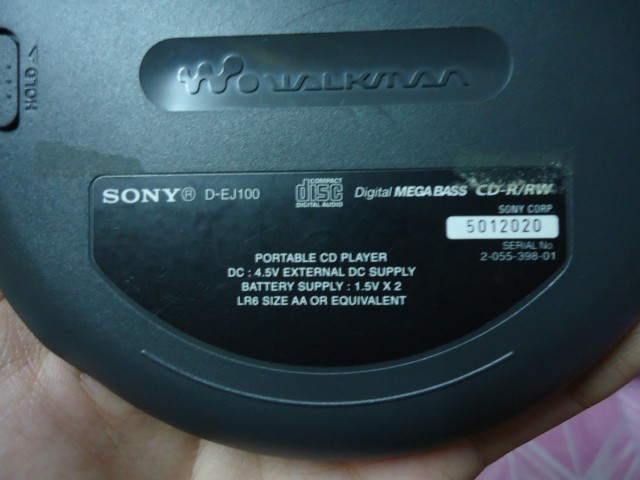 HOLD
WALKMAN
SONY® D-EJ100 COMPACT disc DIGITAL AUDIO Digital MEGA BASS CD-R/RW
SONY CORP
5012020
SERIAL No
2-055-398-01
PORTABLE CD PLAYER
DC : 4.5V EXTERNAL DC SUPPLY
BATTERY SUPPLY : 1.5V X 2
LR6 SIZE AA OR EQUIVALENT